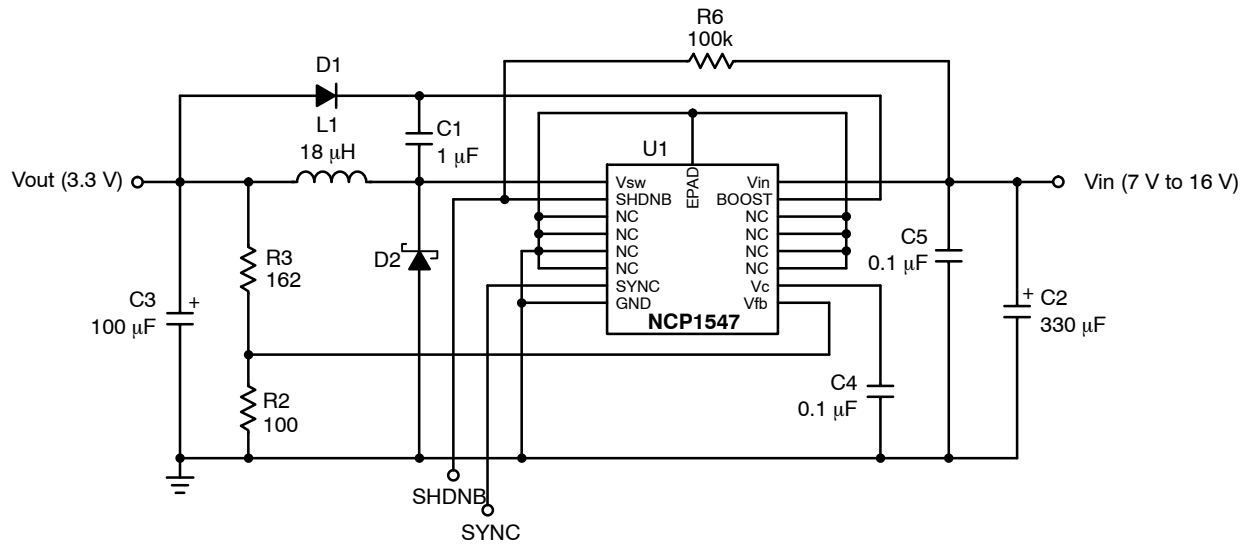 R6
100k
D1
L1
18 μH
C1
1 μF
U1
Vout (3.3 V)
Vin (7 V to 16 V)
EPAD
Vsw
SHDNB
NC
NC
NC
NC
SYNC
GND
Vin
BOOST
NC
NC
NC
NC
Vc
Vfb
NCP1547
R3
162
D2
C5
0.1 μF
C3
+
100 μF
+
C2
330 μF
C4
0.1 μF
R2
100
SHDNB
SYNC